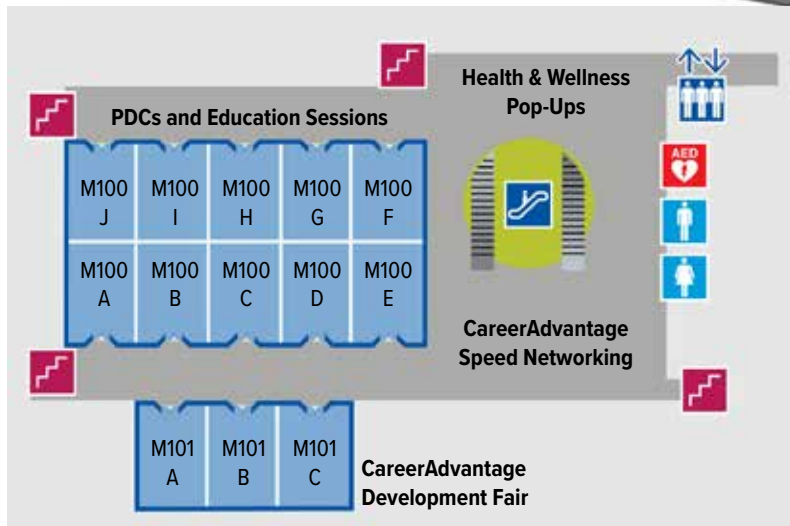 Health & Wellness
Pop-Ups
PDCs and Education Sessions
AED
M100
J
M100
I
M100
H
M100
G
M100
F
M100
A
M100
B
M100
C
M100
D
M100
E
CareerAdvantage
Speed Networking
M101
A
M101
B
M101
C
CareerAdvantage
Development Fair